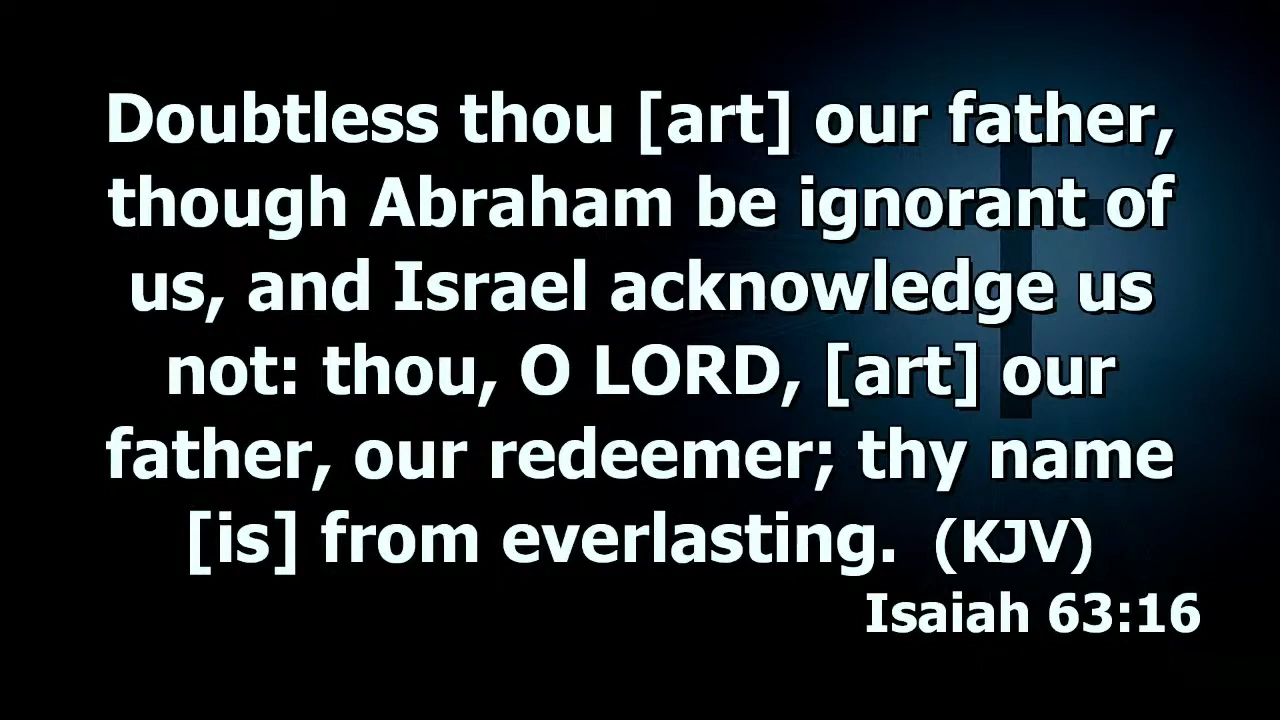 Doubtless thou [art] our father,
though Abraham be ignorant of
us, and Israel acknowledge us
not: thou, O LORD, [art] our
father, our redeemer; thy name
[is] from everlasting. (KJV)
Isaiah 63:16